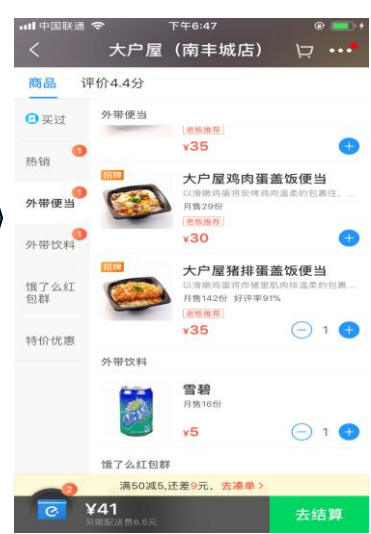 中国联通 下午6:47
大户屋（南丰城店）
商品 评价4.4分
买过
热销 1
外带便当 1
外带饮料 1
饿了么红
包群
特价优惠
外带便当
老板推荐
¥35
招牌
大户屋鸡肉蛋盖饭便当
以滑嫩鸡蛋将炭烤鸡肉温柔的包裹住，...
月售29份
老板推荐
¥30
招牌
大户屋猪排蛋盖饭便当
以滑嫩鸡蛋将炸猪里肌肉排温柔的包裹...
月售142份 好评率91%
老板推荐
¥35 1
外带饮料
雪碧
月售16份
¥5 1
饿了么红包群
满50减5,还差9元，去凑单>
2
¥41
另需配送费6.5元
去结算